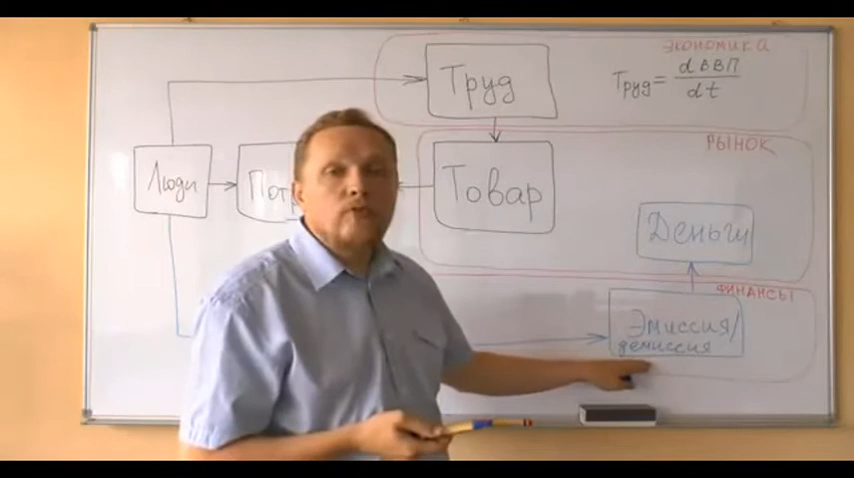 экономика
Труд
Труд = dВВП
dt
РЫНОК
Люди
Товар
Деньги
ФИНАНСЫ
Эмиссия/
демиссия